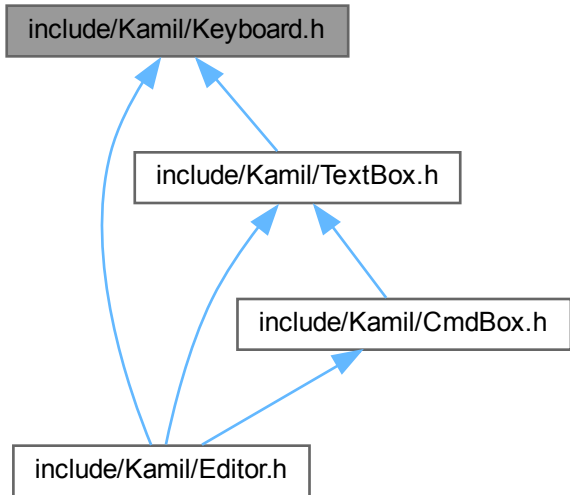 include/Kamil/Keyboard.h
include/Kamil/TextBox.h
include/Kamil/CmdBox.h
include/Kamil/Editor.h